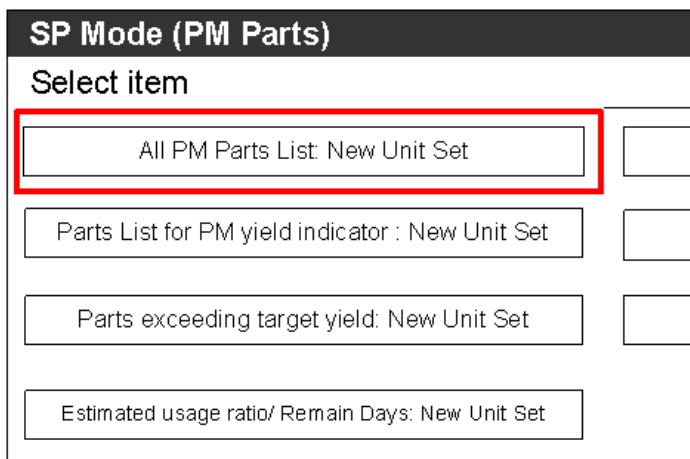 SP Mode (PM Parts)
Select item
All PM Parts List: New Unit Set
Parts List for PM yield indicator : New Unit Set
Parts exceeding target yield: New Unit Set
Estimated usage ratio/ Remain Days: New Unit Set